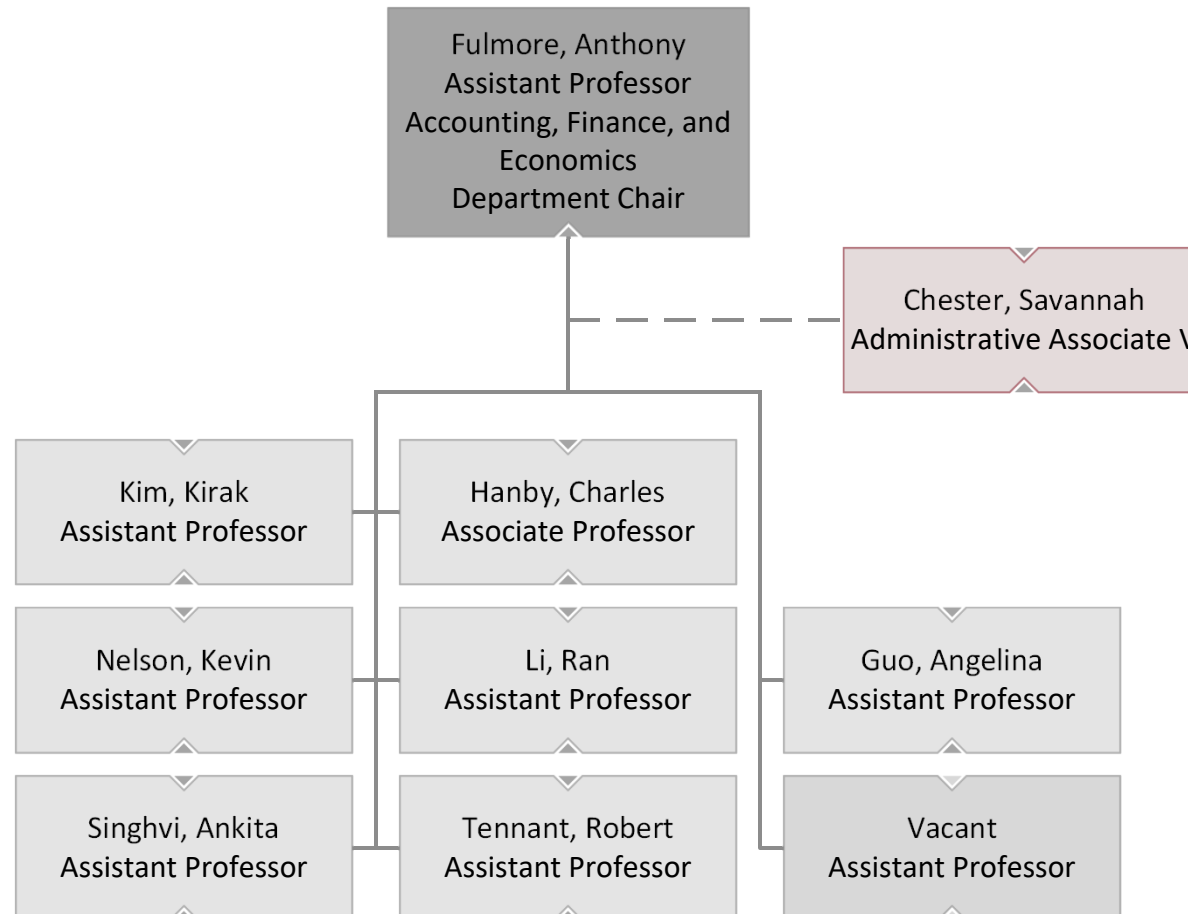 Fulmore, Anthony
Assistant Professor
Accounting, Finance, and
Economics
Department Chair
Chester, Savannah
Administrative Associate V
Kim, Kirak
Assistant Professor
Hanby, Charles
Associate Professor
Nelson, Kevin
Assistant Professor
Li, Ran
Assistant Professor
Guo, Angelina
Assistant Professor
Singhvi, Ankita
Assistant Professor
Tennant, Robert
Assistant Professor
Vacant
Assistant Professor